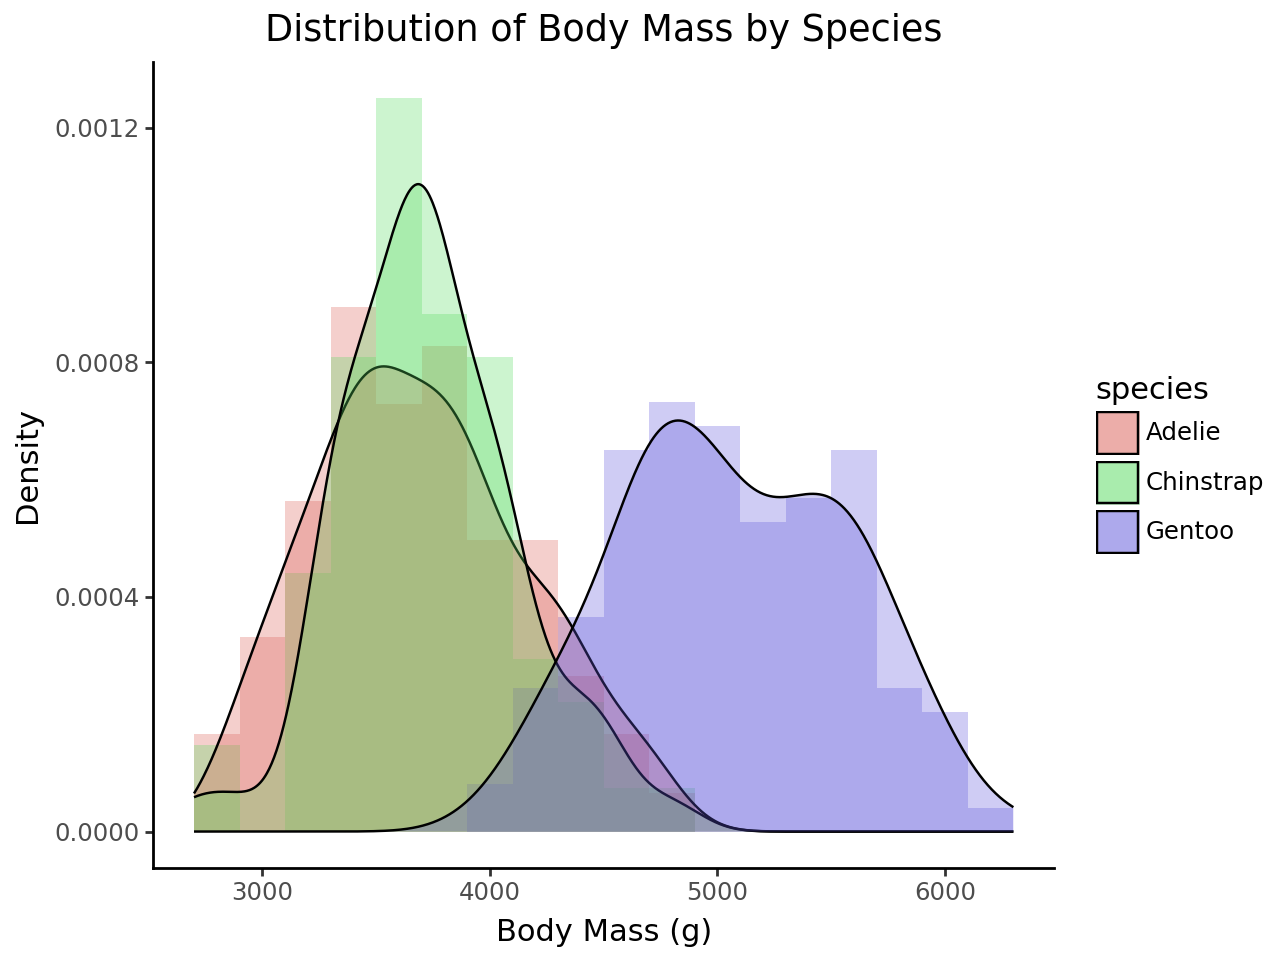 Distribution of Body Mass by Species
0.0012
0.0008
0.0004
0.0000
Density
3000 4000 5000 6000
Body Mass (g)
species
Adelie
Chinstrap
Gentoo